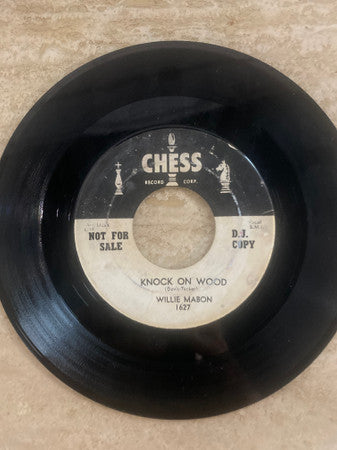 CHESS
RECORD CORP.
NOT FOR
SALE
D.J.
COPY
KNOCK ON WOOD
WILLIE MABON
1627